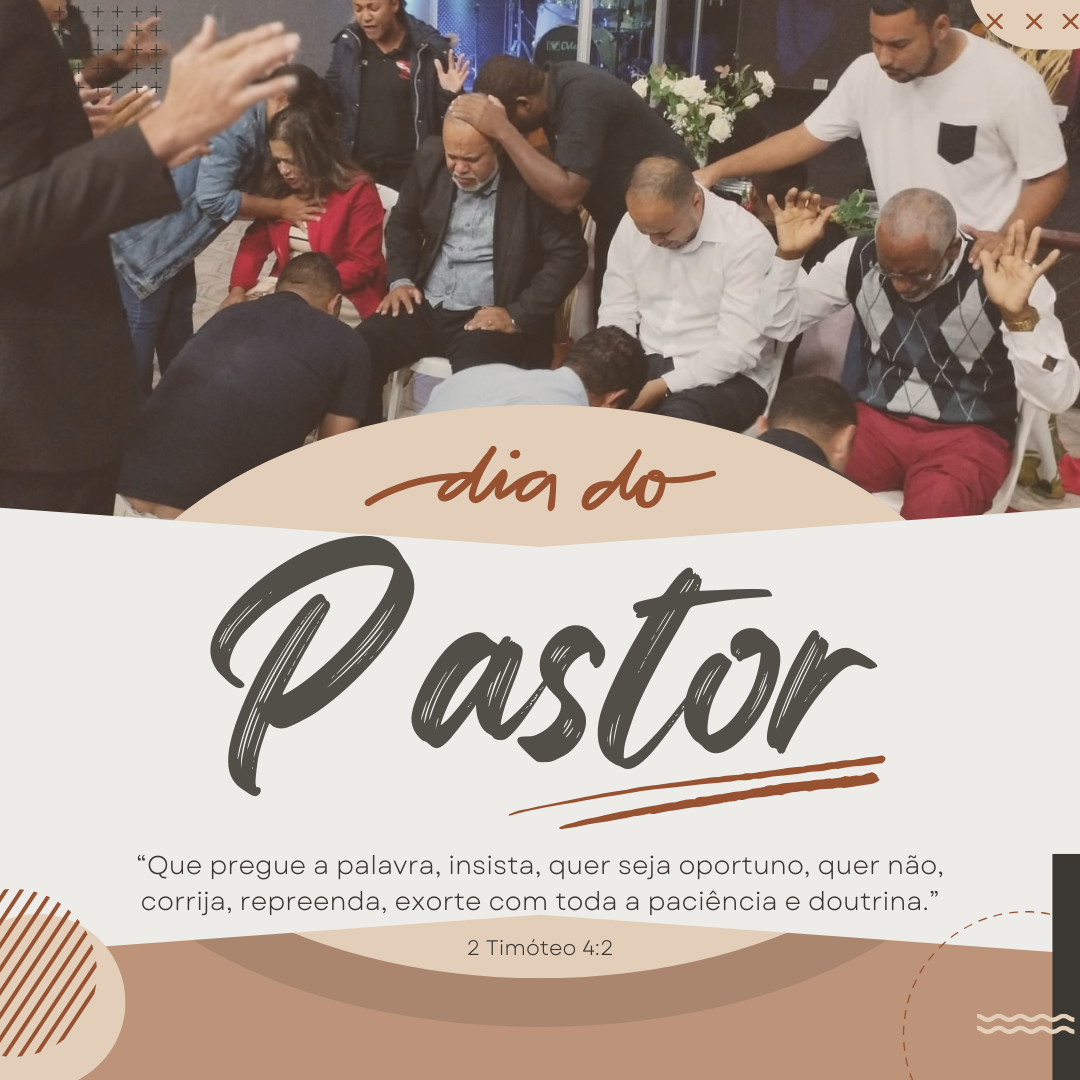 dia do
Pastor
“Que pregue a palavra, insista, quer seja oportuno, quer não,
corrija, repreenda, exorte com toda a paciência e doutrina.”
2 Timóteo 4:2